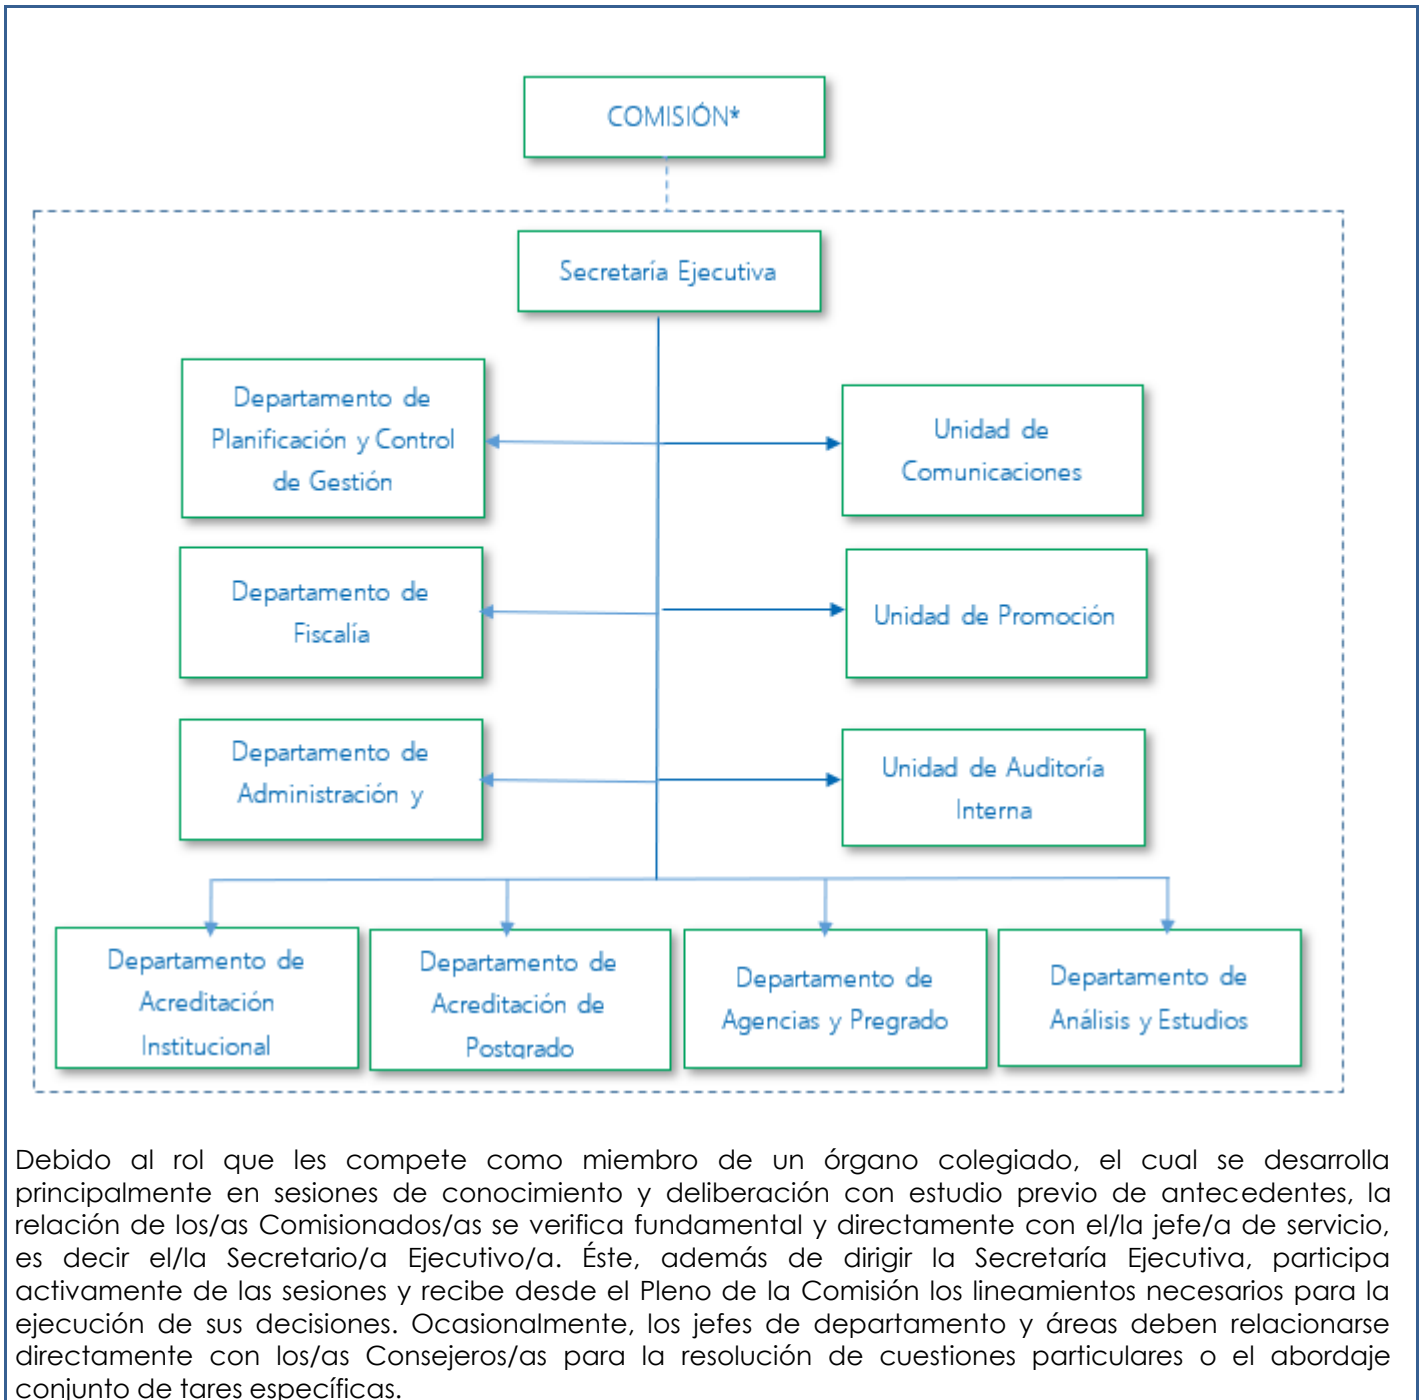 COMISIÓN*
Secretaría Ejecutiva
Departamento de
Planificación y Control
de Gestión
Unidad de
Comunicaciones
Departamento de
Fiscalía
Unidad de Promoción
Departamento de
Administración y
Unidad de Auditoría
Interna
Departamento de
Acreditación
Institucional
Departamento de
Acreditación de
Postgrado
Departamento de
Agencias y Pregrado
Departamento de
Análisis y Estudios
Debido al rol que les compete como miembro de un órgano colegiado, el cual se desarrolla
principalmente en sesiones de conocimiento y deliberación con estudio previo de antecedentes, la
relación de los/as Comisionados/as se verifica fundamental y directamente con el/la jefe/a de servicio,
es decir el/la Secretario/a Ejecutivo/a. Éste, además de dirigir la Secretaría Ejecutiva, participa
activamente de las sesiones y recibe desde el Pleno de la Comisión los lineamientos necesarios para la
ejecución de sus decisiones. Ocasionalmente, los jefes de departamento y áreas deben relacionarse
directamente con los/as Consejeros/as para la resolución de cuestiones particulares o el abordaje
conjunto de tares específicas.